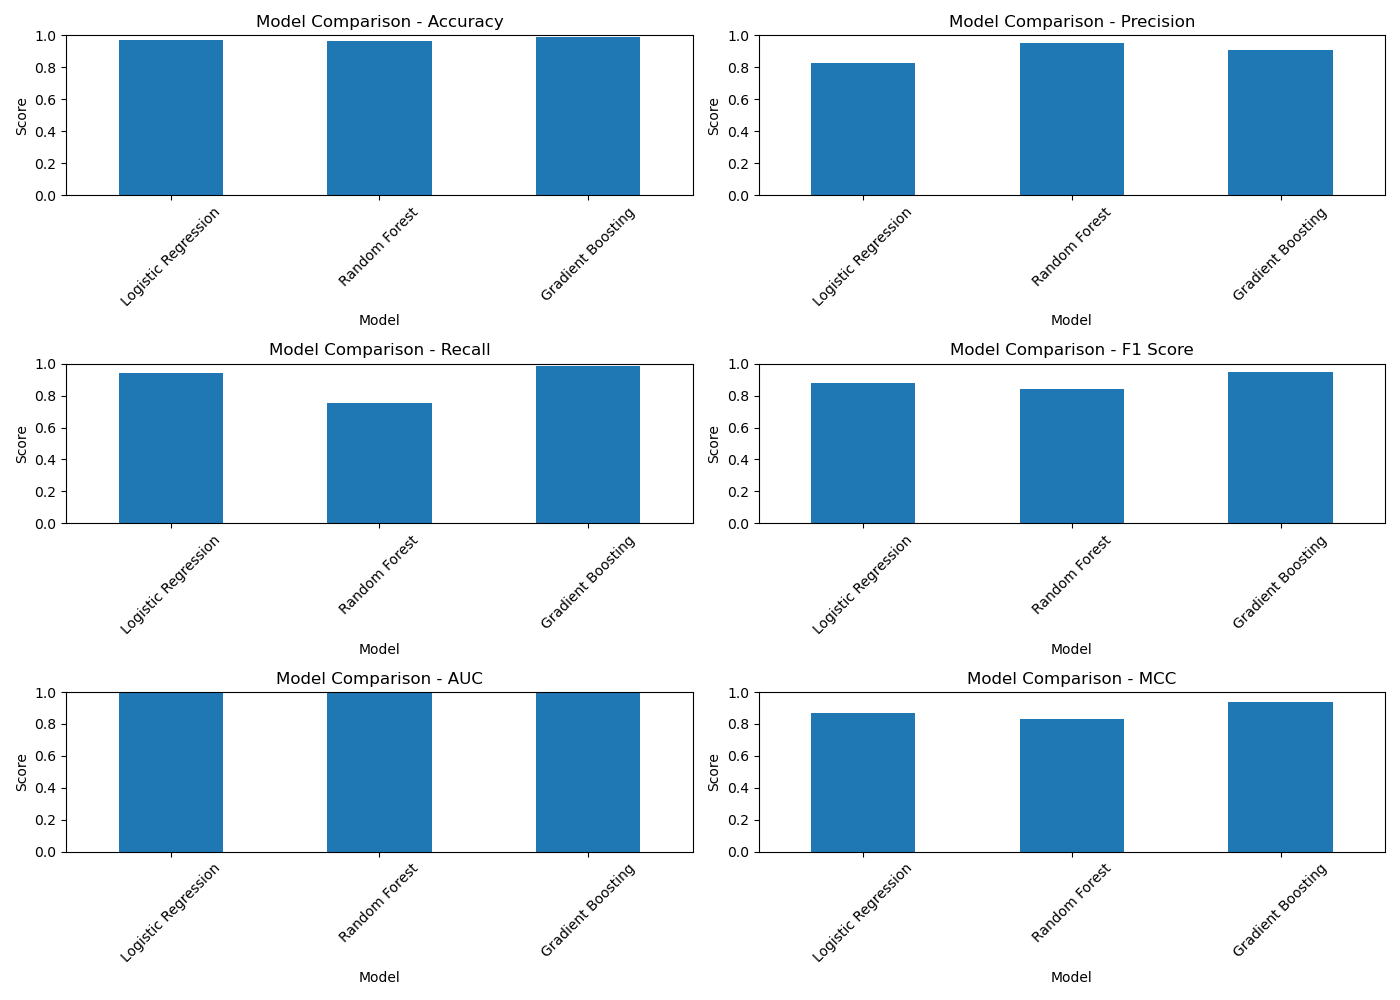 Model Comparison - Accuracy
1.0
0.8
0.6
0.4
0.2
0.0
Score
Logistic Regression
Random Forest
Gradient Boosting
Model
Model Comparison - Precision
1.0
0.8
0.6
0.4
0.2
0.0
Score
Logistic Regression
Random Forest
Gradient Boosting
Model
Model Comparison - Recall
1.0
0.8
0.6
0.4
0.2
0.0
Score
Logistic Regression
Random Forest
Gradient Boosting
Model
Model Comparison - F1 Score
1.0
0.8
0.6
0.4
0.2
0.0
Score
Logistic Regression
Random Forest
Gradient Boosting
Model
Model Comparison - AUC
1.0
0.8
0.6
0.4
0.2
0.0
Score
Logistic Regression
Random Forest
Gradient Boosting
Model
Model Comparison - MCC
1.0
0.8
0.6
0.4
0.2
0.0
Score
Logistic Regression
Random Forest
Gradient Boosting
Model